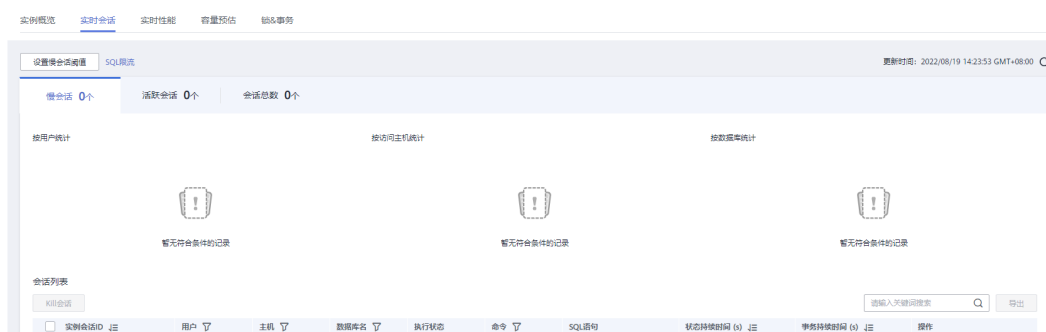 实例概览 实时会话 实时性能 容量预估 锁&事务
设置慢会话阈值 SQL限流 更新时间：2022/08/19 14:23:53 GMT+08:00
慢会话 0个 活跃会话 0个 会话总数 0个
按用户统计 按访问主机统计 按数据库统计
暂无符合条件的记录 暂无符合条件的记录 暂无符合条件的记录
会话列表
Kill会话 请输入关键词搜索 导出
实例会话ID 用户 主机 数据库名 执行状态 命令 SQL语句 状态持续时间 (s) 事务持续时间 (s) 操作